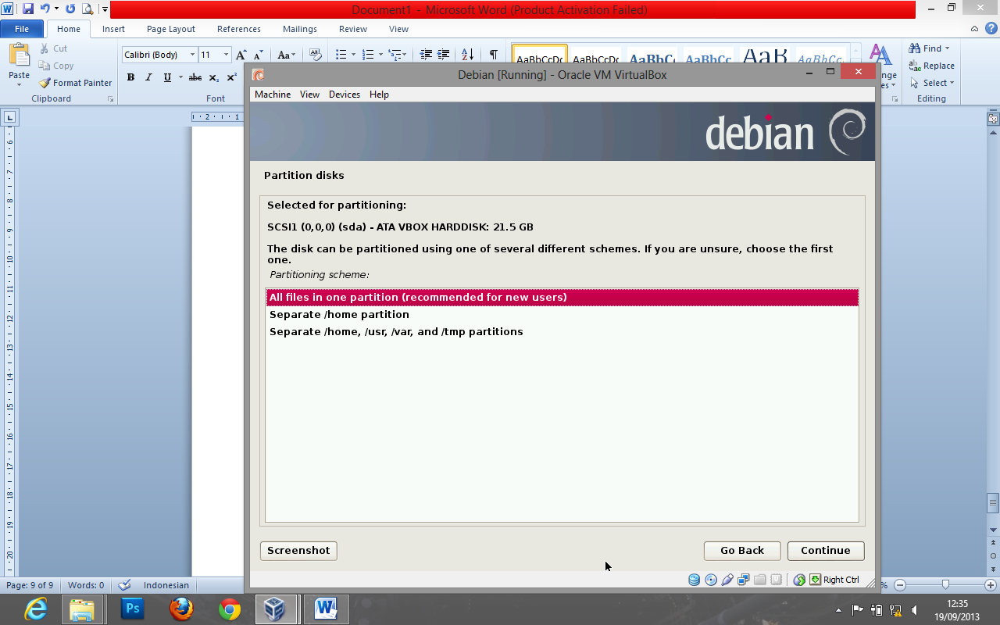 Document1 - Microsoft Word (Product Activation Failed)
File Home Insert Page Layout References Mailings Review View
Paste
Cut
Copy
Format Painter
Clipboard
Calibri (Body) 11
B I U abc x₂ x²
Font
AaBbCcDc AaBbCcDc AaBbC AaBbCc AaB AaBbCc.
Find
Replace
Select
Editing
Debian [Running] - Oracle VM VirtualBox
Machine View Devices Help
debian
Partition disks
Selected for partitioning:
SCSI1 (0,0,0) (sda) - ATA VBOX HARDDISK: 21.5 GB
The disk can be partitioned using one of several different schemes. If you are unsure, choose the first
one.
Partitioning scheme:
All files in one partition (recommended for new users)
Separate /home partition
Separate /home, /usr, /var, and /tmp partitions
Screenshot Go Back Continue
Right Ctrl
Page: 9 of 9 Words: 0 Indonesian
12:35
19/09/2013